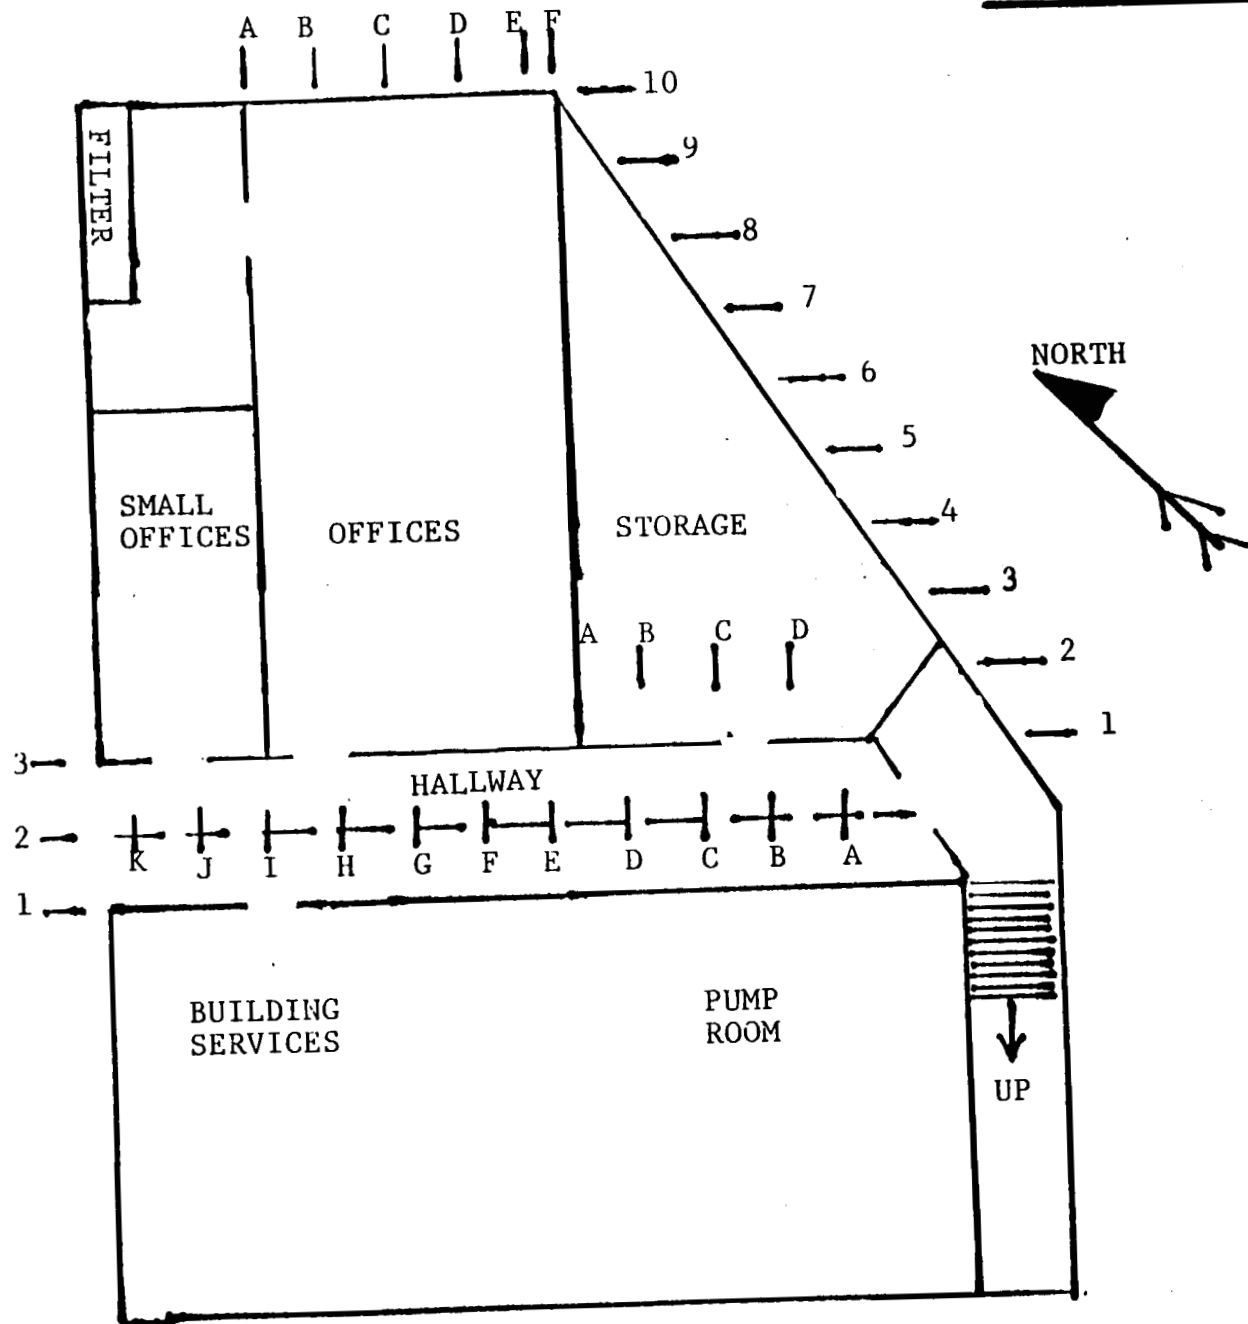 A B C D E F
10
9
8
7
6
5
4
3
2
1
FILTER
NORTH
SMALL
OFFICES
OFFICES
STORAGE
A B C D
3
HALLWAY
2
K J I H G F E D C B A
1
BUILDING
SERVICES
PUMP
ROOM
UP